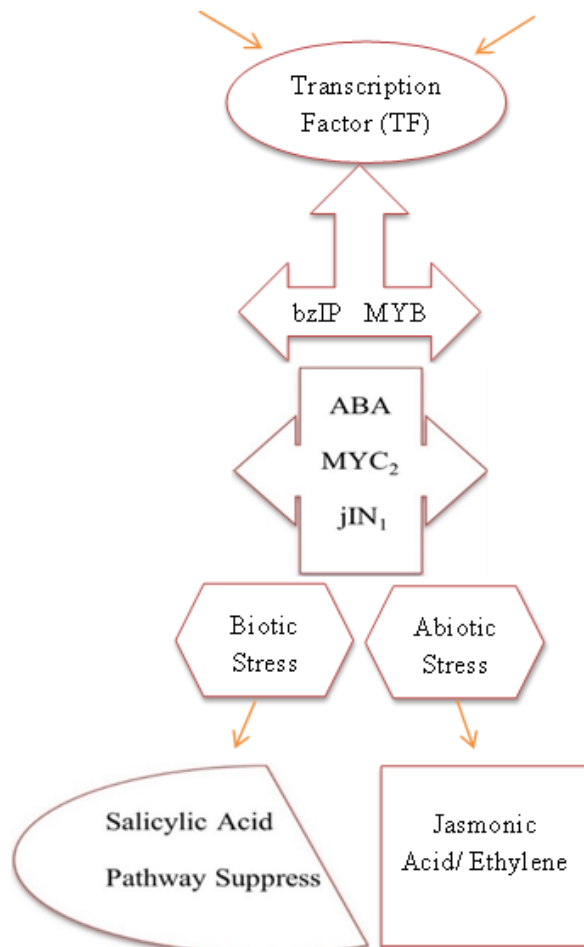 Transcription
Factor (TF)
bzIP MYB
ABA
MYC₂
jIN₁
Biotic
Stress
Abiotic
Stress
Salicylic Acid
Pathway Suppress
Jasmonic
Acid/ Ethylene